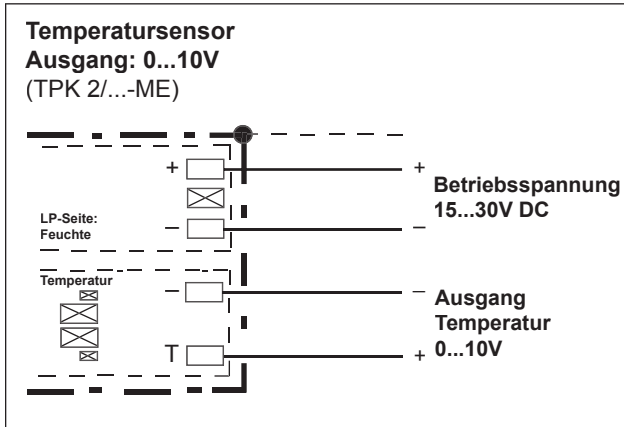 Temperatursensor
Ausgang: 0...10V
(TPK 2/...-ME)
+ +
Betriebsspannung
15...30V DC
LP-Seite:
Feuchte
– –
Temperatur
– –
Ausgang
Temperatur
T + 0...10V